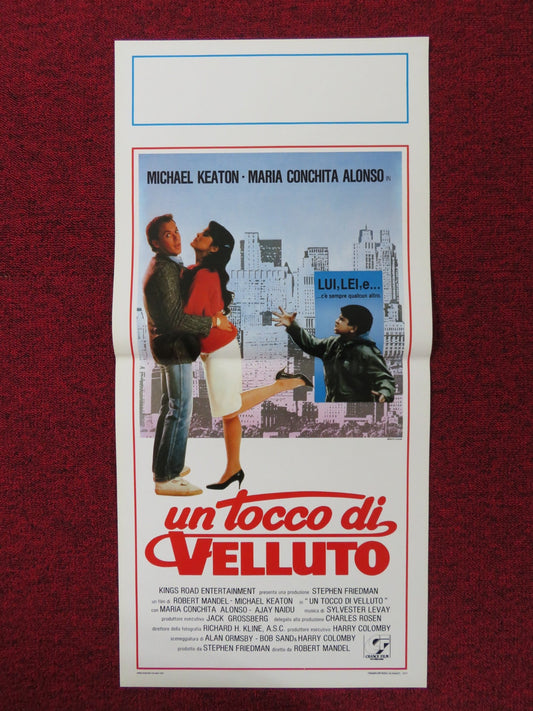 MICHAEL KEATON · MARIA CONCHITA ALONSO IN
LUI, LEI, e...
...c'è sempre qualcun altro.
un tocco di
VELLUTO
KINGS ROAD ENTERTAINMENT presenta una produzione STEPHEN FRIEDMAN
un film di ROBERT MANDEL - MICHAEL KEATON in "UN TOCCO DI VELLUTO"
con MARIA CONCHITA ALONSO - AJAY NAIDU musica di SYLVESTER LEVAY
produttore esecutivo JACK GROSSBERG delegato alla produzione CHARLES ROSEN
direttore della fotografia RICHARD H. KLINE, A.S.C. produttore esecutivo HARRY COLOMBY
sceneggiatura di ALAN ORMSBY - BOB SAND e HARRY COLOMBY
prodotto da STEPHEN FRIEDMAN diretto da ROBERT MANDEL
CHANCE FILM